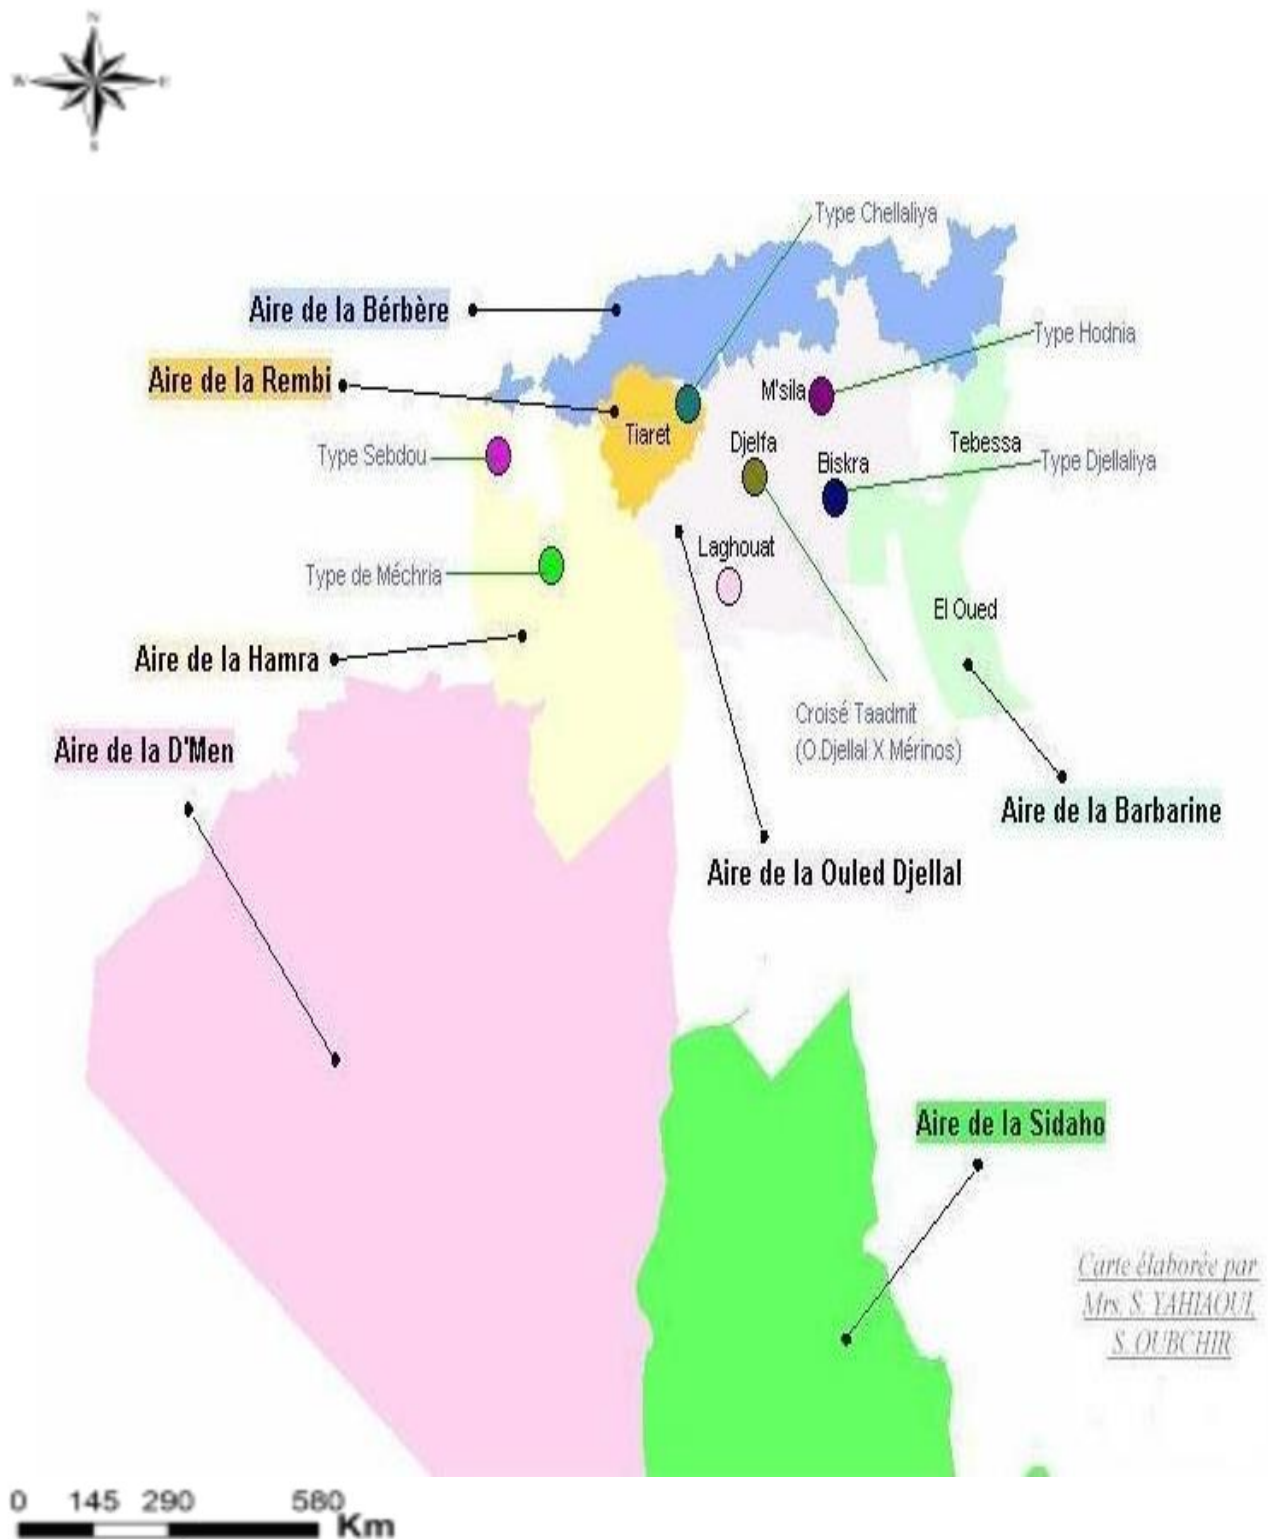 N
W E
S
Type Chellaliya
Aire de la Bérbère
Type Hodnia
Aire de la Rembi
M'sila
Tiaret
Djelfa
Tebessa
Type Sebdou
Biskra
Type Djellaliya
Laghouat
Type de Méchria
El Oued
Aire de la Hamra
Croisé Taadmit
(O.Djellal X Mérinos)
Aire de la D'Men
Aire de la Barbarine
Aire de la Ouled Djellal
Aire de la Sidaho
Carte élaborée par
Mrs. S. YAHIAOUI,
S. OUBCHIR
0 145 290 580
Km